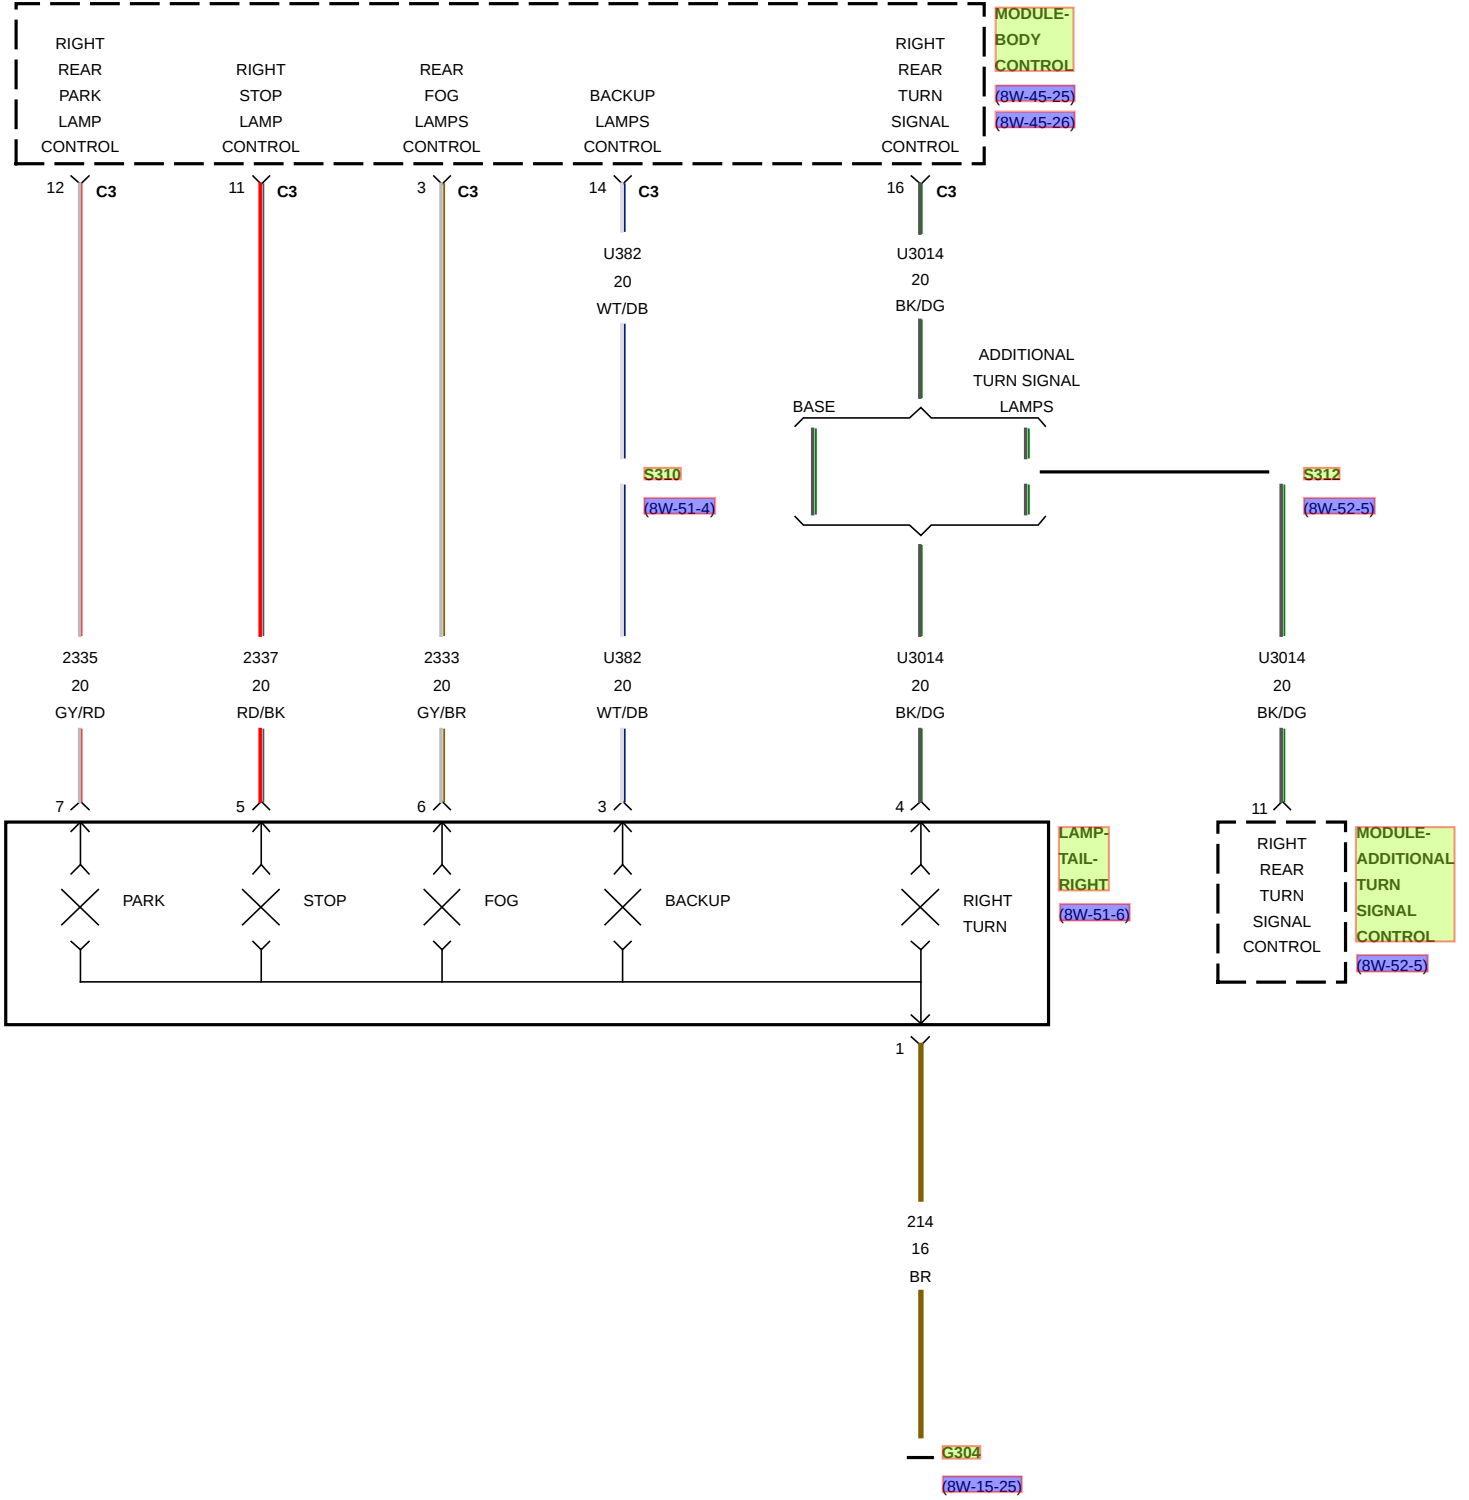 RIGHT
REAR
PARK
LAMP
CONTROL
RIGHT
STOP
LAMP
CONTROL
REAR
FOG
LAMPS
CONTROL
BACKUP
LAMPS
CONTROL
RIGHT
REAR
TURN
SIGNAL
CONTROL
MODULE-
BODY
CONTROL
(8W-45-25)
(8W-45-26)
12 C3
11 C3
3 C3
14 C3
16 C3
U382
20
WT/DB
U3014
20
BK/DG
BASE
ADDITIONAL
TURN SIGNAL
LAMPS
S310
(8W-51-4)
S312
(8W-52-5)
2335
20
GY/RD
2337
20
RD/BK
2333
20
GY/BR
U382
20
WT/DB
U3014
20
BK/DG
U3014
20
BK/DG
7
5
6
3
4
11
PARK
STOP
FOG
BACKUP
RIGHT
TURN
LAMP-
TAIL-
RIGHT
(8W-51-6)
RIGHT
REAR
TURN
SIGNAL
CONTROL
MODULE-
ADDITIONAL
TURN
SIGNAL
CONTROL
(8W-52-5)
1
214
16
BR
G304
(8W-15-25)